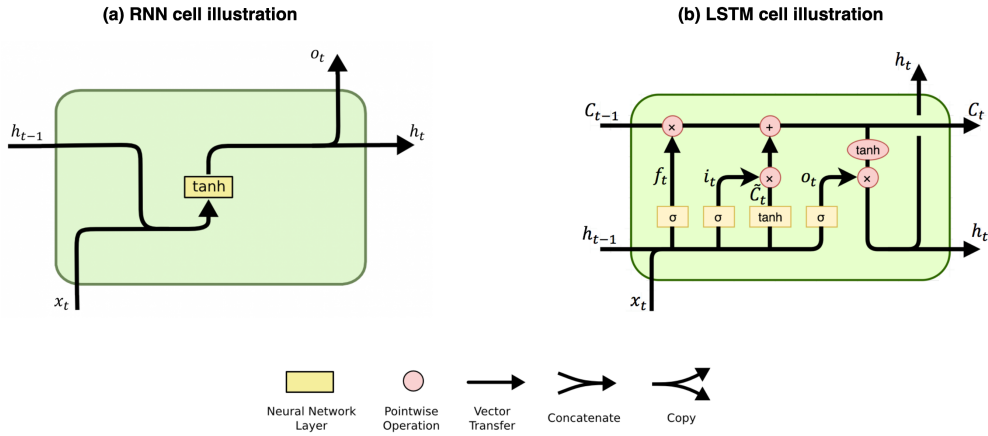 (a) RNN cell illustration
o_t
h_{t-1}
h_t
tanh
x_t
(b) LSTM cell illustration
h_t
C_{t-1}
C_t
×
+
tanh
f_t
i_t
×
o_t
×
C̃_t
σ
σ
tanh
σ
h_{t-1}
h_t
x_t
Neural Network
Layer
Pointwise
Operation
Vector
Transfer
Concatenate
Copy